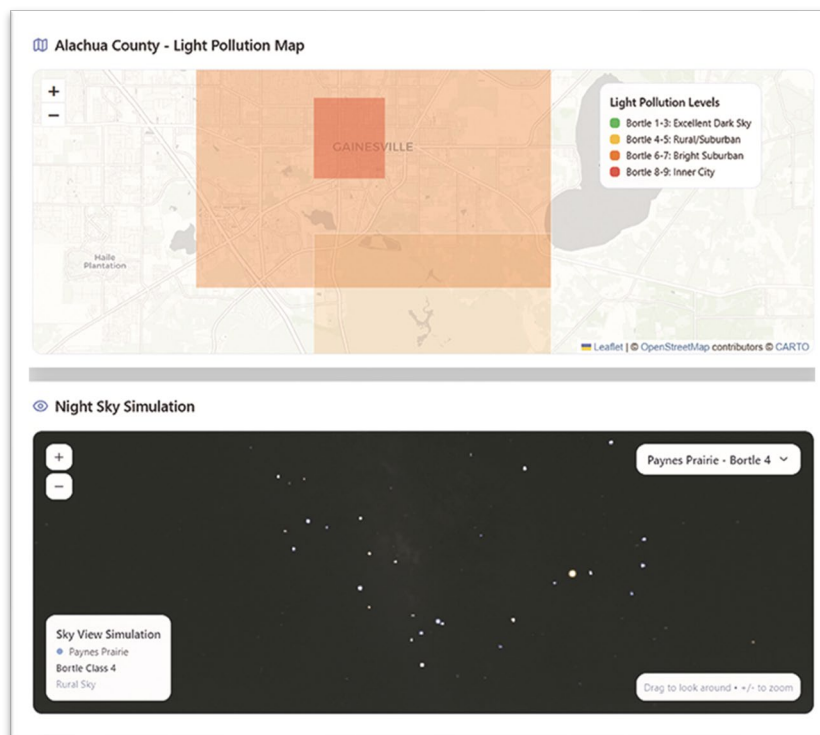 Alachua County - Light Pollution Map
+
−
GAINESVILLE
Haile
Plantation
Light Pollution Levels
Bortle 1-3: Excellent Dark Sky
Bortle 4-5: Rural/Suburban
Bortle 6-7: Bright Suburban
Bortle 8-9: Inner City
Leaflet | © OpenStreetMap contributors © CARTO
Night Sky Simulation
+
−
Paynes Prairie - Bortle 4
Sky View Simulation
Paynes Prairie
Bortle Class 4
Rural Sky
Drag to look around • +/- to zoom